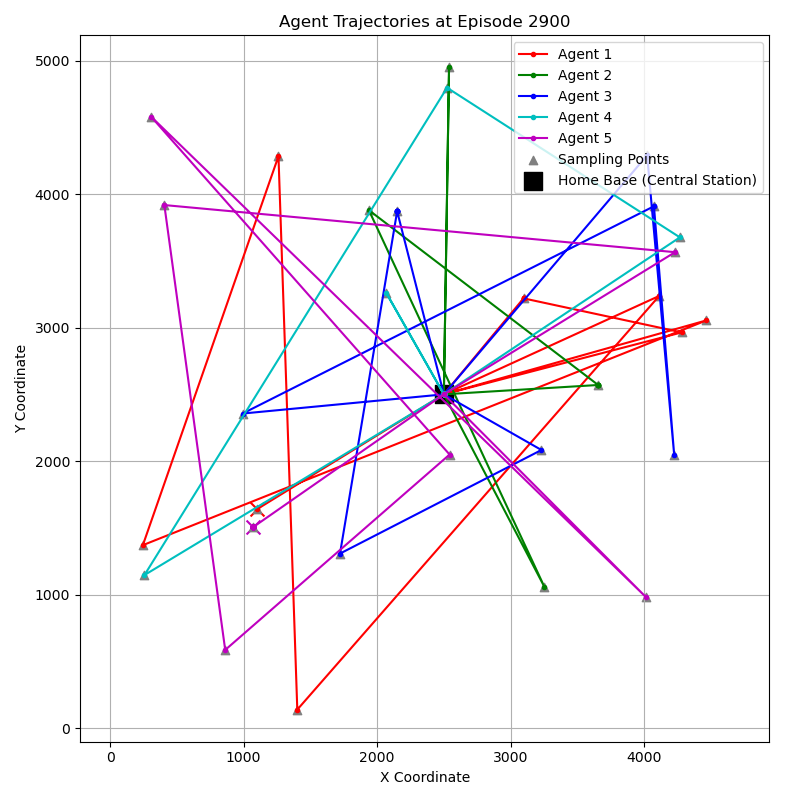 Agent Trajectories at Episode 2900
Agent 1
Agent 2
Agent 3
Agent 4
Agent 5
Sampling Points
Home Base (Central Station)
5000
4000
3000
2000
1000
0
Y Coordinate
0 1000 2000 3000 4000
X Coordinate